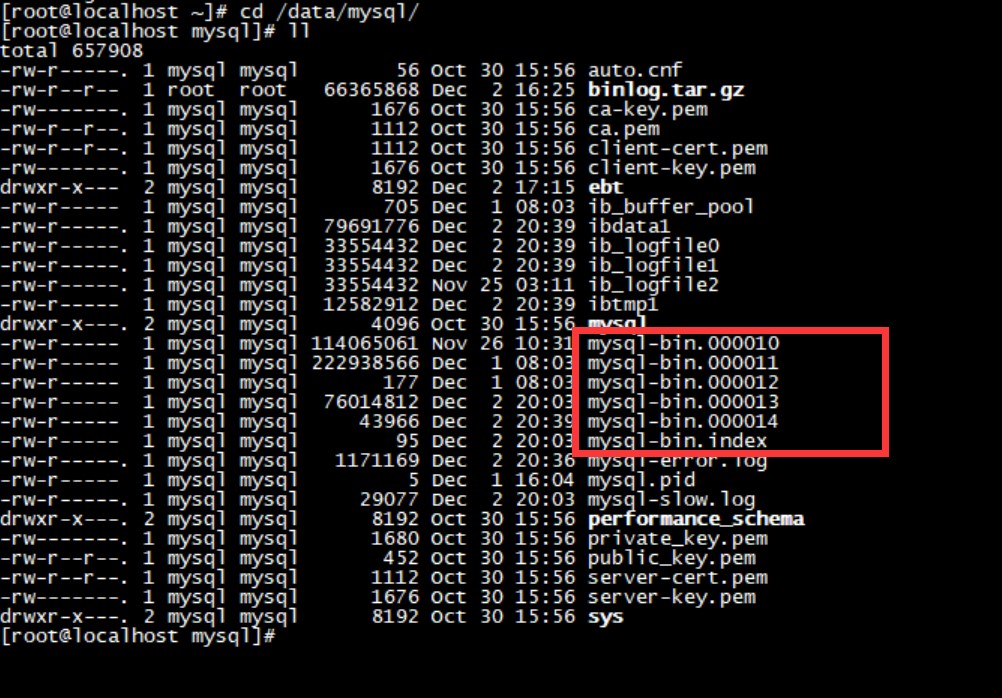 [root@localhost ~]# cd /data/mysql/
[root@localhost mysql]# ll
total 657908
-rw-r-----. 1 mysql mysql        56 Oct 30 15:56 auto.cnf
-rw-r--r--  1 root  root   66365868 Dec  2 16:25 binlog.tar.gz
-rw-------. 1 mysql mysql      1676 Oct 30 15:56 ca-key.pem
-rw-r--r--. 1 mysql mysql      1112 Oct 30 15:56 ca.pem
-rw-r--r--. 1 mysql mysql      1112 Oct 30 15:56 client-cert.pem
-rw-------. 1 mysql mysql      1676 Oct 30 15:56 client-key.pem
drwxr-x---  2 mysql mysql      8192 Dec  2 17:15 ebt
-rw-r-----  1 mysql mysql       705 Dec  1 08:03 ib_buffer_pool
-rw-r-----  1 mysql mysql  79691776 Dec  2 20:39 ibdata1
-rw-r-----  1 mysql mysql  33554432 Dec  2 20:39 ib_logfile0
-rw-r-----  1 mysql mysql  33554432 Dec  2 20:39 ib_logfile1
-rw-r-----  1 mysql mysql  33554432 Nov 25 03:11 ib_logfile2
-rw-r-----  1 mysql mysql  12582912 Dec  2 20:39 ibtmp1
drwxr-x---. 2 mysql mysql      4096 Oct 30 15:56 mysql
-rw-r-----  1 mysql mysql 114065061 Nov 26 10:31 mysql-bin.000010
-rw-r-----  1 mysql mysql 222938566 Dec  1 08:03 mysql-bin.000011
-rw-r-----  1 mysql mysql       177 Dec  1 08:03 mysql-bin.000012
-rw-r-----  1 mysql mysql  76014812 Dec  2 20:03 mysql-bin.000013
-rw-r-----  1 mysql mysql     43966 Dec  2 20:39 mysql-bin.000014
-rw-r-----  1 mysql mysql        95 Dec  2 20:03 mysql-bin.index
-rw-r-----. 1 mysql mysql   1171169 Dec  2 20:36 mysql-error.log
-rw-r-----  1 mysql mysql         5 Dec  1 16:04 mysql.pid
-rw-r-----. 1 mysql mysql     29077 Dec  2 20:03 mysql-slow.log
drwxr-x---. 2 mysql mysql      8192 Oct 30 15:56 performance_schema
-rw-------. 1 mysql mysql      1680 Oct 30 15:56 private_key.pem
-rw-r--r--. 1 mysql mysql       452 Oct 30 15:56 public_key.pem
-rw-r--r--. 1 mysql mysql      1112 Oct 30 15:56 server-cert.pem
-rw-------. 1 mysql mysql      1676 Oct 30 15:56 server-key.pem
drwxr-x---. 2 mysql mysql      8192 Oct 30 15:56 sys
[root@localhost mysql]#